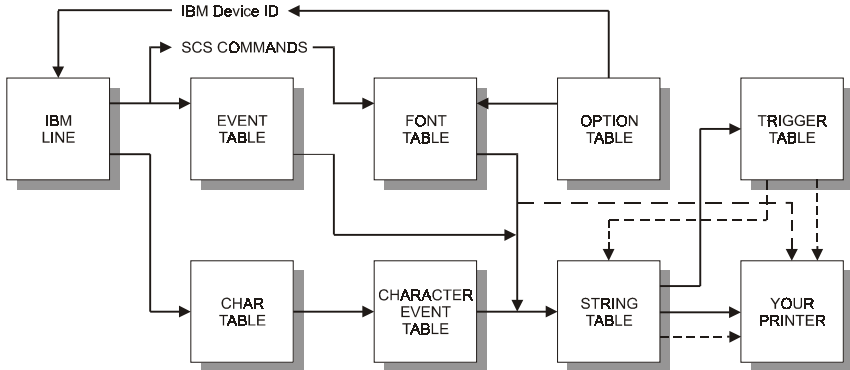 IBM Device ID
SCS COMMANDS
IBM
LINE
EVENT
TABLE
FONT
TABLE
OPTION
TABLE
TRIGGER
TABLE
CHAR
TABLE
CHARACTER
EVENT
TABLE
STRING
TABLE
YOUR
PRINTER